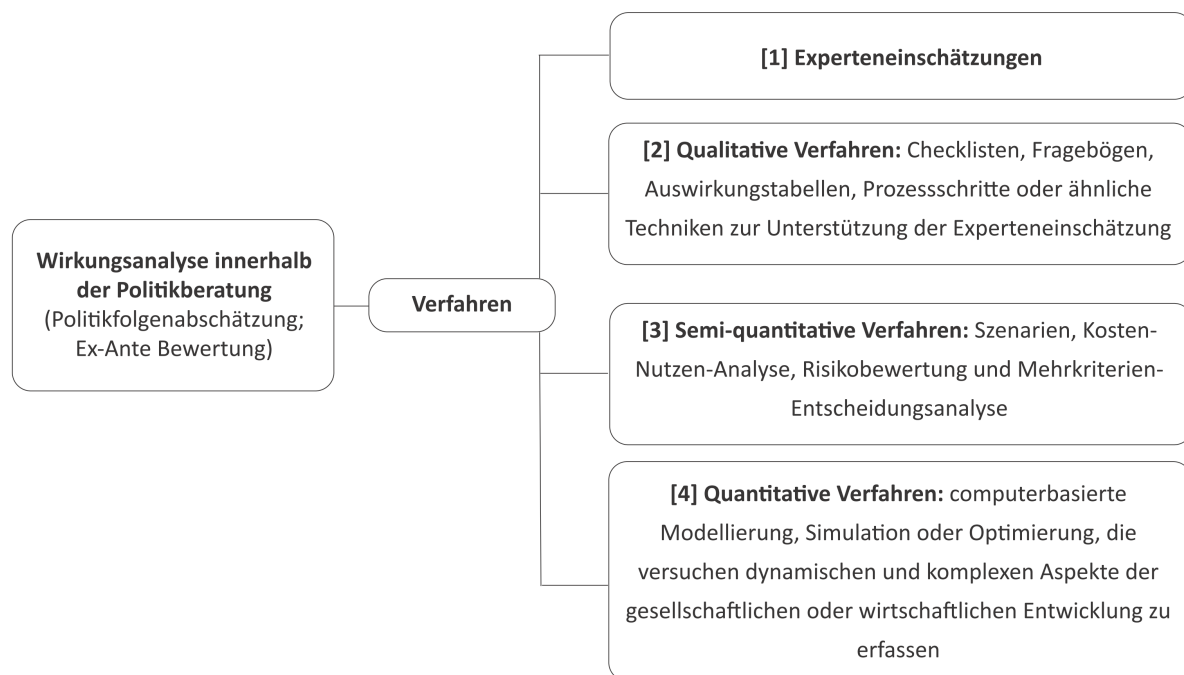 Wirkungsanalyse innerhalb
der Politikberatung
(Politikfolgenabschätzung;
Ex-Ante Bewertung)
Verfahren
[1] Experteneinschätzungen
[2] Qualitative Verfahren: Checklisten, Fragebögen,
Auswirkungstabellen, Prozessschritte oder ähnliche
Techniken zur Unterstützung der Experteneinschätzung
[3] Semi-quantitative Verfahren: Szenarien, Kosten-
Nutzen-Analyse, Risikobewertung und Mehrkriterien-
Entscheidungsanalyse
[4] Quantitative Verfahren: computerbasierte
Modellierung, Simulation oder Optimierung, die
versuchen dynamischen und komplexen Aspekte der
gesellschaftlichen oder wirtschaftlichen Entwicklung zu
erfassen